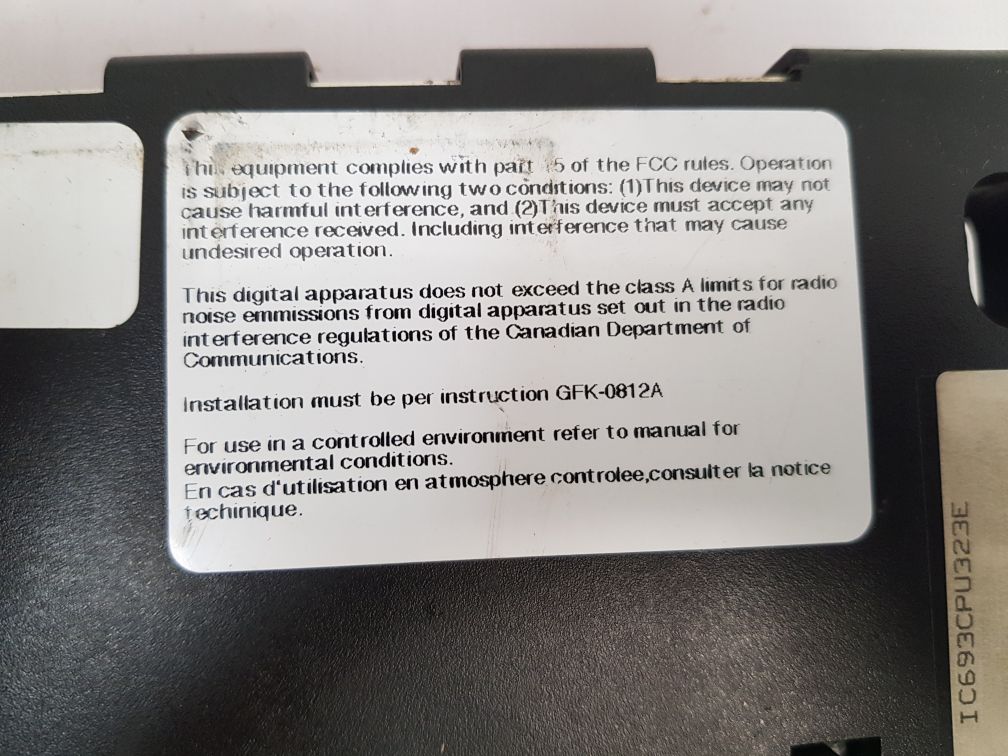 This equipment complies with part 15 of the FCC rules. Operation
is subject to the following two conditions: (1)This device may not
cause harmful interference, and (2)This device must accept any
interference received. Including interference that may cause
undesired operation.
This digital apparatus does not exceed the class A limits for radio
noise emmissions from digital apparatus set out in the radio
interference regulations of the Canadian Department of
Communications.
Installation must be per instruction GFK-0812A
For use in a controlled environment refer to manual for
environmental conditions.
En cas d'utilisation en atmosphere controlee,consulter la notice
techinique.
IC693CPU323E